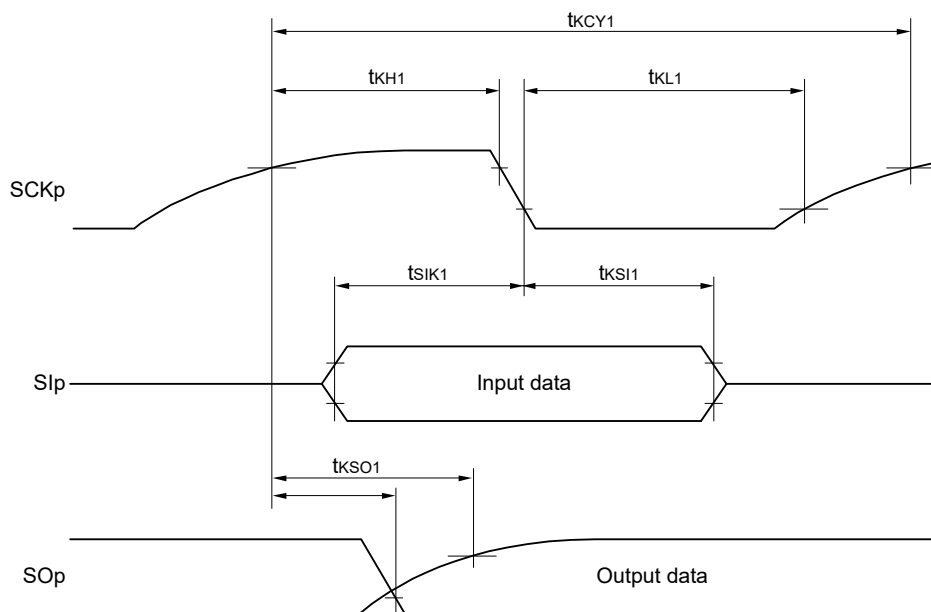 tKCY1
tKH1
tKL1
SCKp
tSIK1
tKSI1
SIp
Input data
tKSO1
SOp
Output data